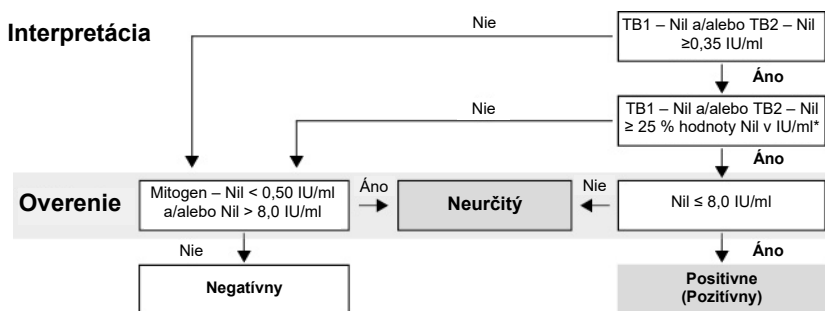 Interpretácia
Nie
TB1 – Nil a/alebo TB2 – Nil
≥0,35 IU/ml
Áno
Nie
TB1 – Nil a/alebo TB2 – Nil
≥ 25 % hodnoty Nil v IU/ml*
Áno
Overenie
Mitogen – Nil < 0,50 IU/ml
a/alebo Nil > 8,0 IU/ml
Áno
Neurčitý
Nie
Nil ≤ 8,0 IU/ml
Nie
Áno
Negatívny
Positivne
(Pozitívny)